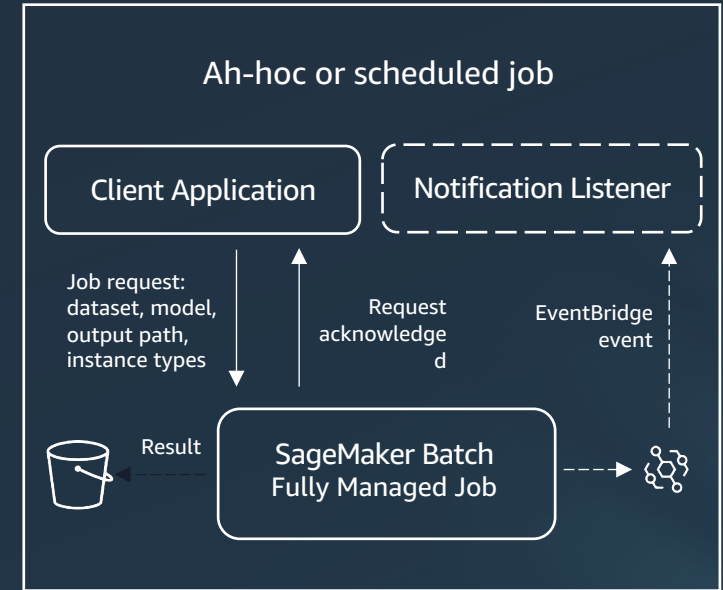 Ah-hoc or scheduled job
Client Application
Notification Listener
Job request:
dataset, model,
output path,
instance types
Request
acknowledge
d
EventBridge
event
Result
SageMaker Batch
Fully Managed Job